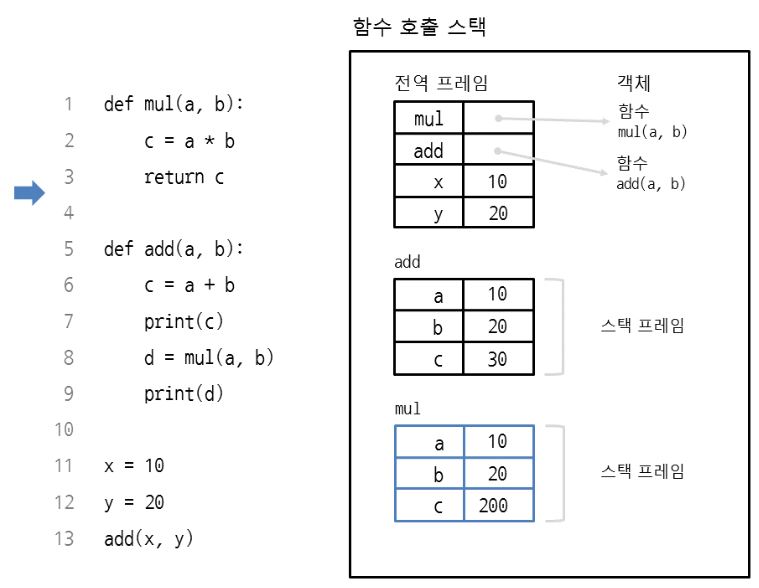 함수 호출 스택
1 def mul(a, b):
2 c = a * b
3 return c
4
5 def add(a, b):
6 c = a + b
7 print(c)
8 d = mul(a, b)
9 print(d)
10
11 x = 10
12 y = 20
13 add(x, y)
전역 프레임 객체
mul 함수
mul(a, b)
add 함수
add(a, b)
x 10
y 20
add
a 10
b 20 스택 프레임
c 30
mul
a 10
b 20 스택 프레임
c 200